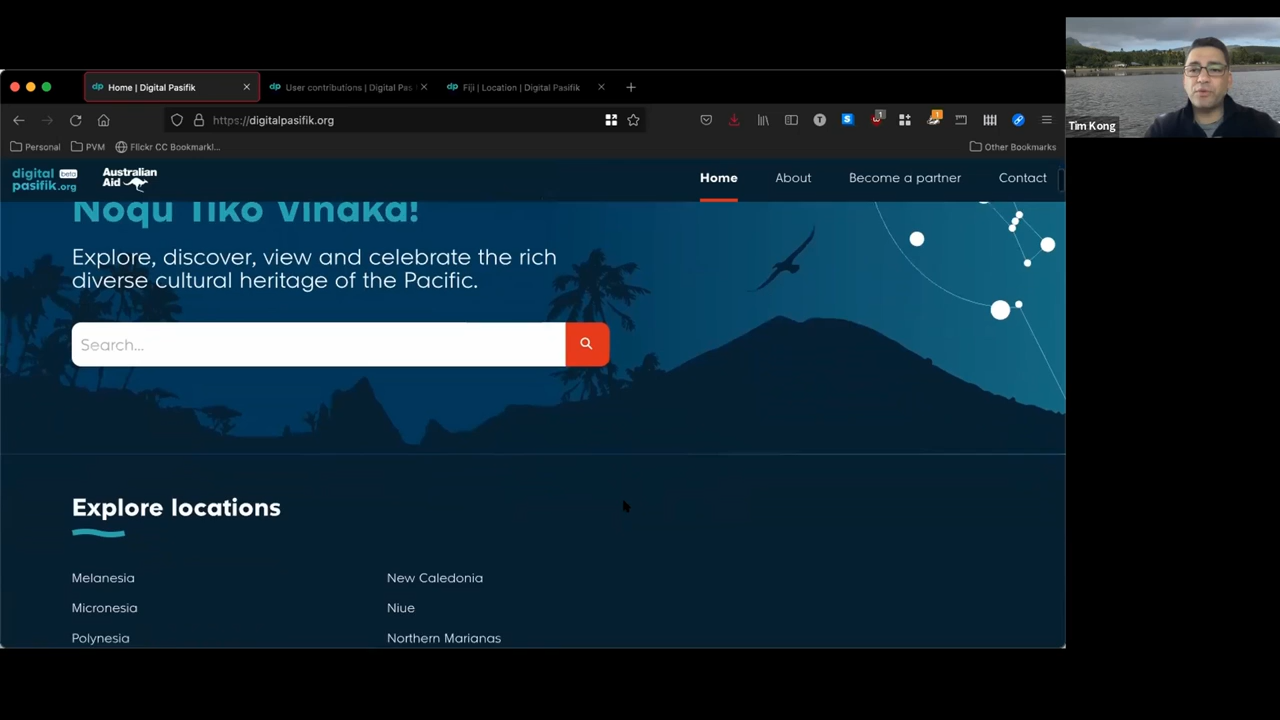 Home | Digital Pasifik
User contributions | Digital Pas
Fiji | Location | Digital Pasifik
https://digitalpasifik.org
Personal
PVM
Flickr CC Bookmarkl...
Other Bookmarks
digital beta
pasifik.org
Australian
Aid
Home
About
Become a partner
Contact
Noqu Tiko Vinaka!
Explore, discover, view and celebrate the rich
diverse cultural heritage of the Pacific.
Search...
Explore locations
Melanesia
New Caledonia
Micronesia
Niue
Polynesia
Northern Marianas
Tim Kong